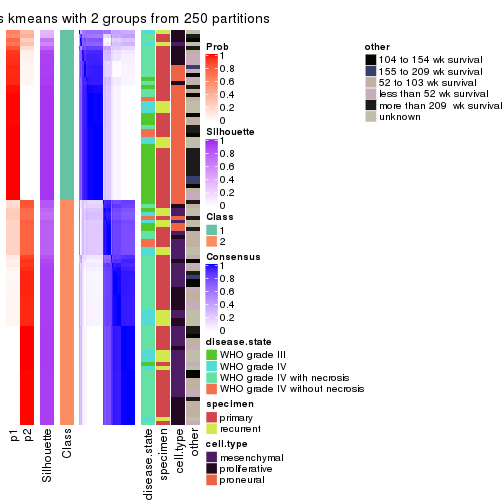 s kmeans with 2 groups from 250 partitions
Prob
1
0.8
0.6
0.4
0.2
0
Silhouette
1
0.8
0.6
0.4
0.2
0
Class
1
2
Consensus
1
0.8
0.6
0.4
0.2
0
disease.state
WHO grade III
WHO grade IV
WHO grade IV with necrosis
WHO grade IV without necrosis
specimen
primary
recurrent
cell.type
mesenchymal
proliferative
proneural
other
104 to 154 wk survival
155 to 209 wk survival
52 to 103 wk survival
less than 52 wk survival
more than 209  wk survival
unknown
p1
p2
Silhouette
Class
disease.state
specimen
cell.type
other